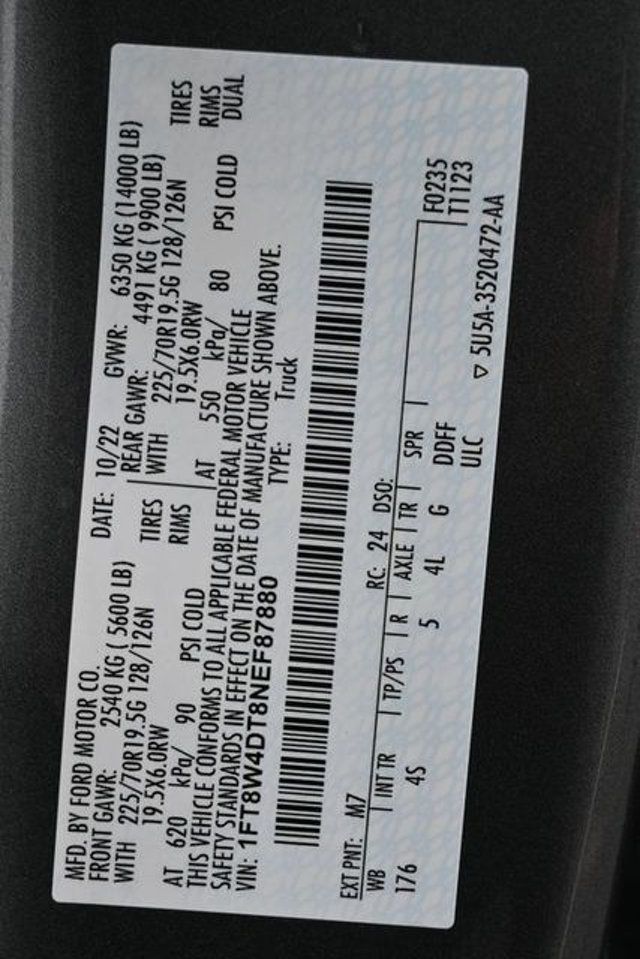 MFD. BY FORD MOTOR CO. DATE: 10/22 GVWR: 6350 KG (14000 LB)
FRONT GAWR: 2540 KG ( 5600 LB) REAR GAWR: 4491 KG ( 9900 LB)
WITH 225/70R19.5G 128/126N TIRES WITH 225/70R19.5G 128/126N TIRES
19.5X6.0RW RIMS 19.5X6.0RW RIMS
AT 620 kPa/ 90 PSI COLD AT 550 kPa/ 80 PSI COLD DUAL
THIS VEHICLE CONFORMS TO ALL APPLICABLE FEDERAL MOTOR VEHICLE
SAFETY STANDARDS IN EFFECT ON THE DATE OF MANUFACTURE SHOWN ABOVE.
VIN: 1FT8W4DT8NEF87880 TYPE: Truck
EXT PNT: M7 RC: 24 DSO:
WB INT TR TP/PS R AXLE TR SPR F0235
176 4S 5 4L G DDFF T1123
ULC ▽ 5U5A-3520472-AA